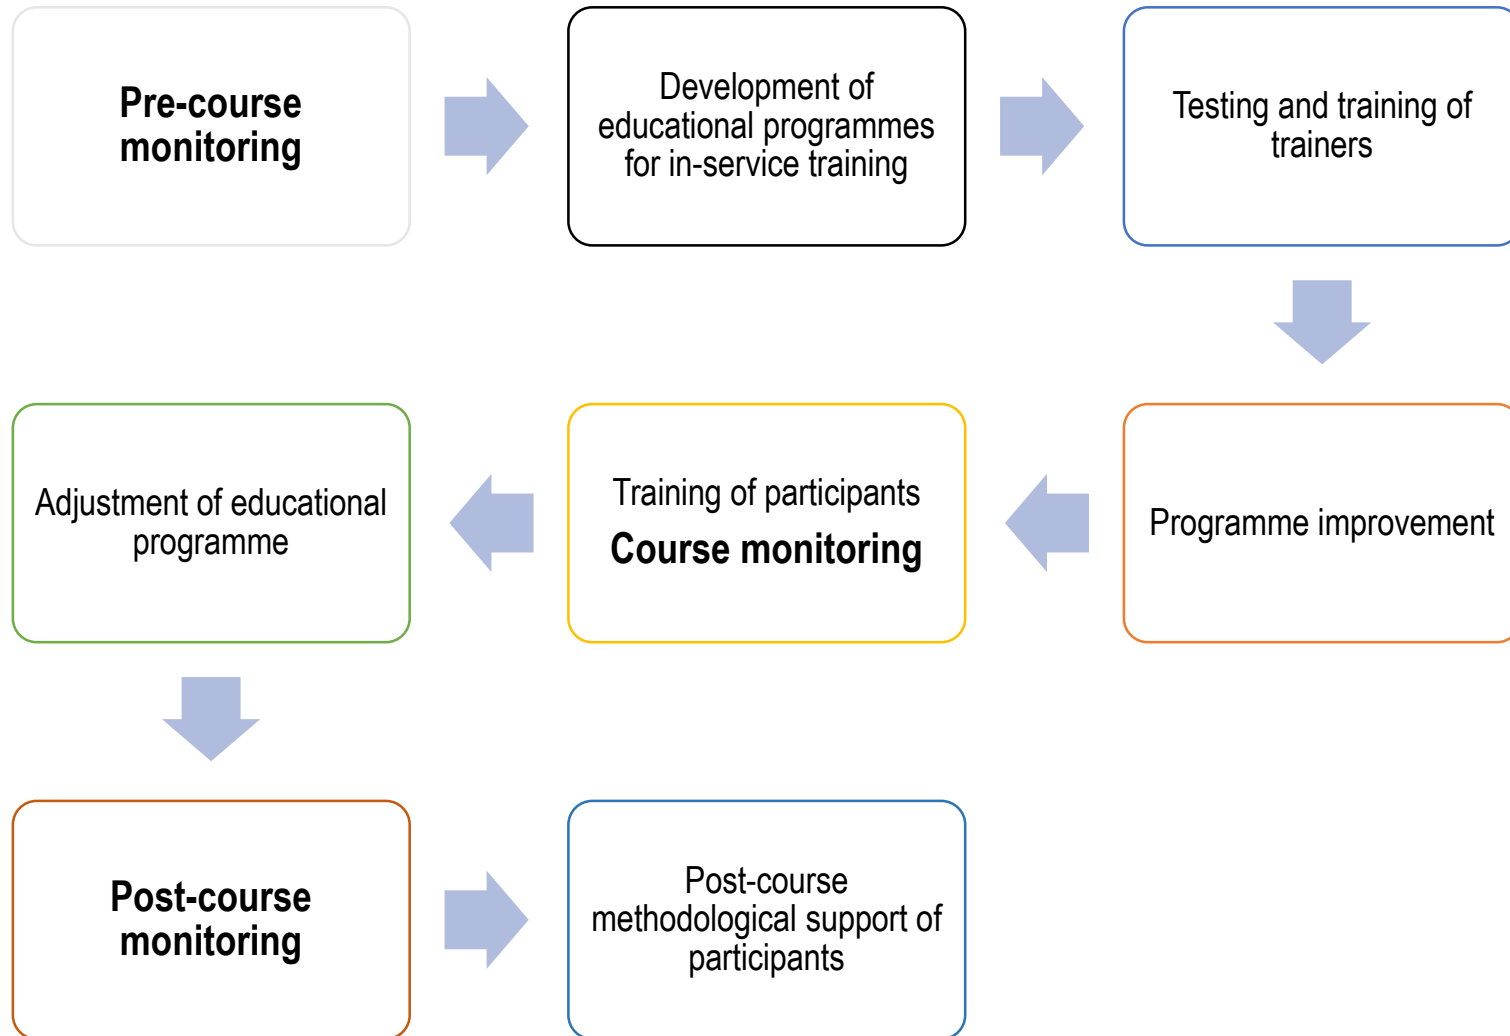 Pre-course
monitoring
Development of
educational programmes
for in-service training
Testing and training of
trainers
Programme improvement
Training of participants
Course monitoring
Adjustment of educational
programme
Post-course
monitoring
Post-course
methodological support of
participants